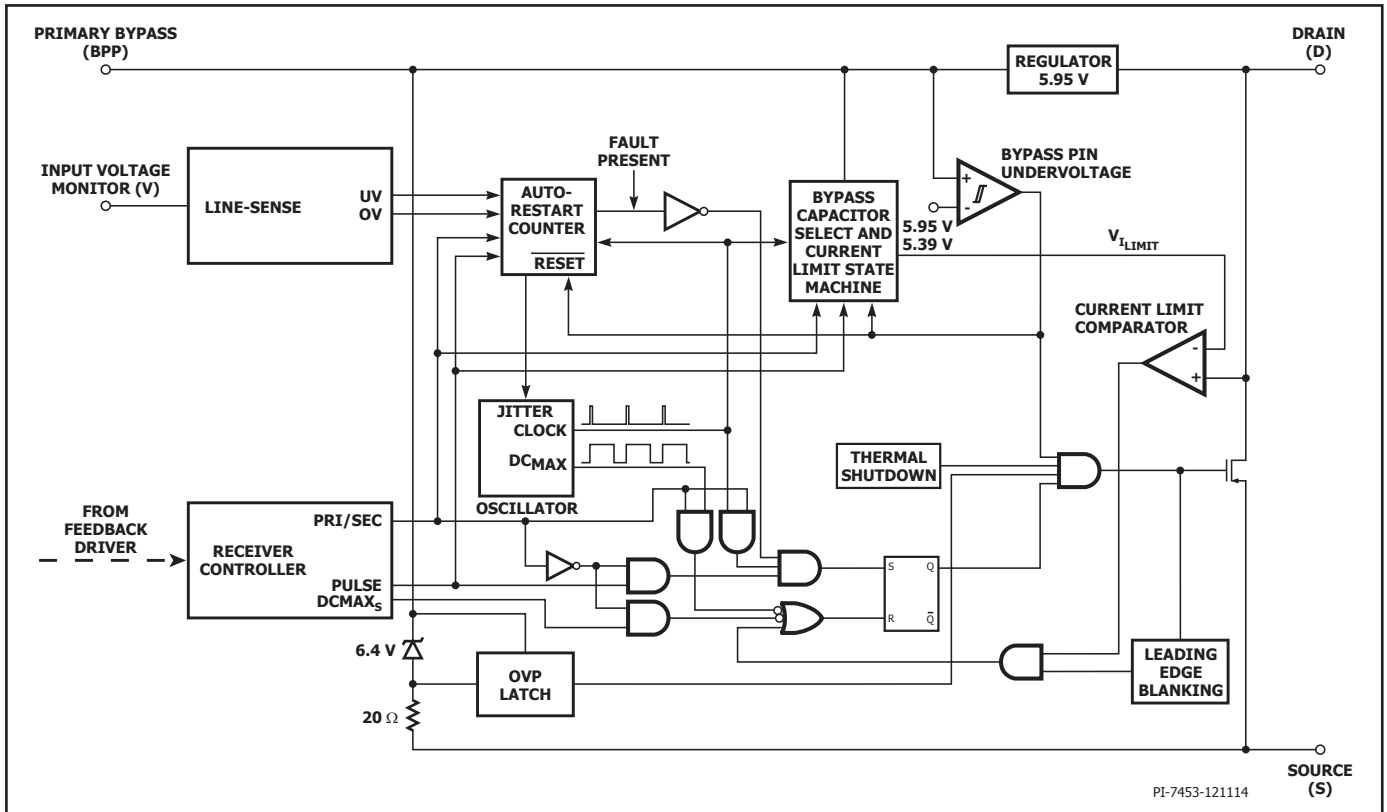 PRIMARY BYPASS
(BPP)
DRAIN
(D)
REGULATOR
5.95 V
INPUT VOLTAGE
MONITOR (V)
LINE-SENSE
UV
OV
FAULT
PRESENT
AUTO-
RESTART
COUNTER
RESET
BYPASS
CAPACITOR
SELECT AND
CURRENT
LIMIT STATE
MACHINE
BYPASS PIN
UNDERVOLTAGE
+
-
5.95 V
5.39 V
VILIMIT
CURRENT LIMIT
COMPARATOR
-
+
JITTER
CLOCK
DCMAX
OSCILLATOR
THERMAL
SHUTDOWN
FROM
FEEDBACK
DRIVER
RECEIVER
CONTROLLER
PRI/SEC
PULSE
DCMAXS
S Q
R Q̅
6.4 V
OVP
LATCH
LEADING
EDGE
BLANKING
20 Ω
SOURCE
(S)
PI-7453-121114